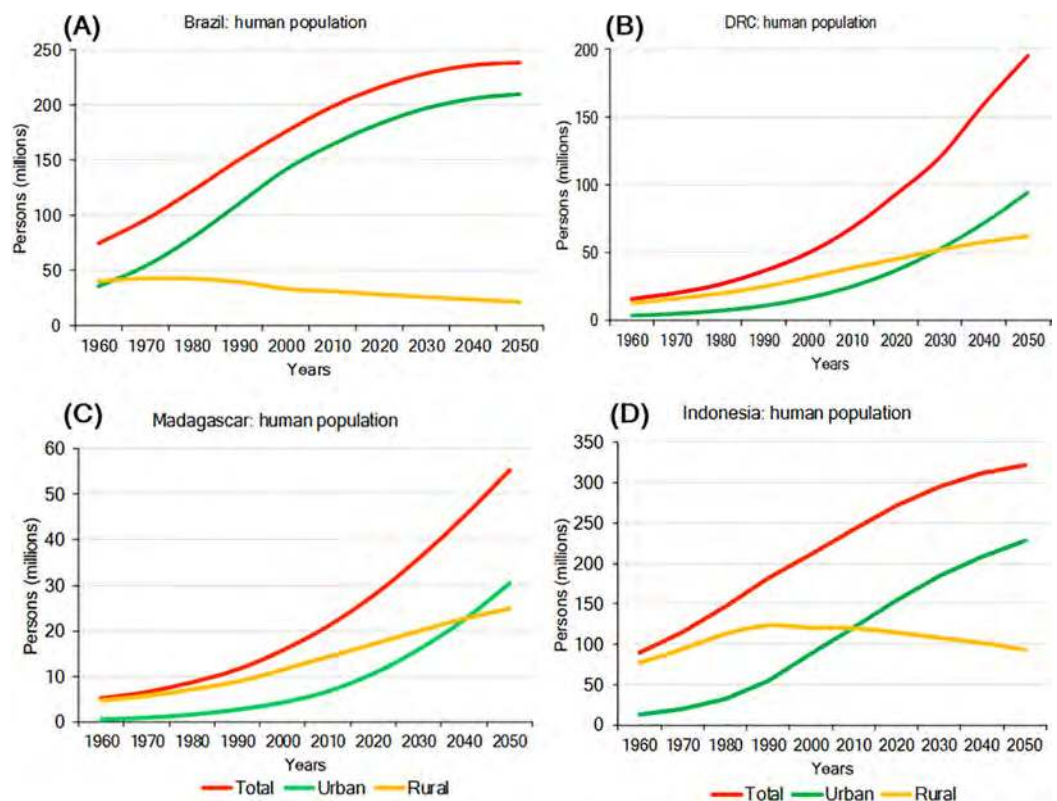 (A)
Brazil: human population
250
200
150
100
50
0
Persons (millions)
1960 1970 1980 1990 2000 2010 2020 2030 2040 2050
Years
(B)
DRC: human population
200
150
100
50
0
Persons (millions)
1960 1970 1980 1990 2000 2010 2020 2030 2040 2050
Years
(C)
Madagascar: human population
60
50
40
30
20
10
0
Persons (millions)
1960 1970 1980 1990 2000 2010 2020 2030 2040 2050
Years
Total Urban Rural
(D)
Indonesia: human population
350
300
250
200
150
100
50
0
Persons (millions)
1960 1970 1980 1990 2000 2010 2020 2030 2040 2050
Years
Total Urban Rural